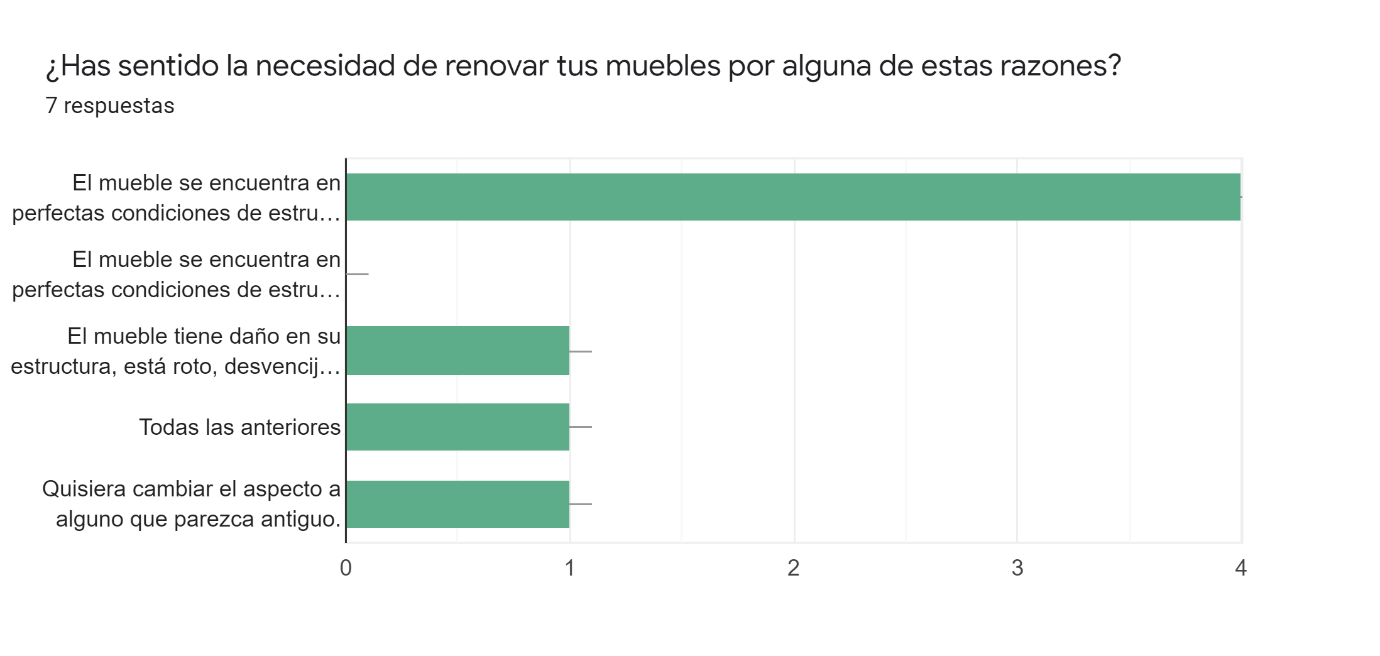 ¿Has sentido la necesidad de renovar tus muebles por alguna de estas razones?
7 respuestas
El mueble se encuentra en
perfectas condiciones de estru…
El mueble se encuentra en
perfectas condiciones de estru…
El mueble tiene daño en su
estructura, está roto, desvencij…
Todas las anteriores
Quisiera cambiar el aspecto a
alguno que parezca antiguo.
0 1 2 3 4